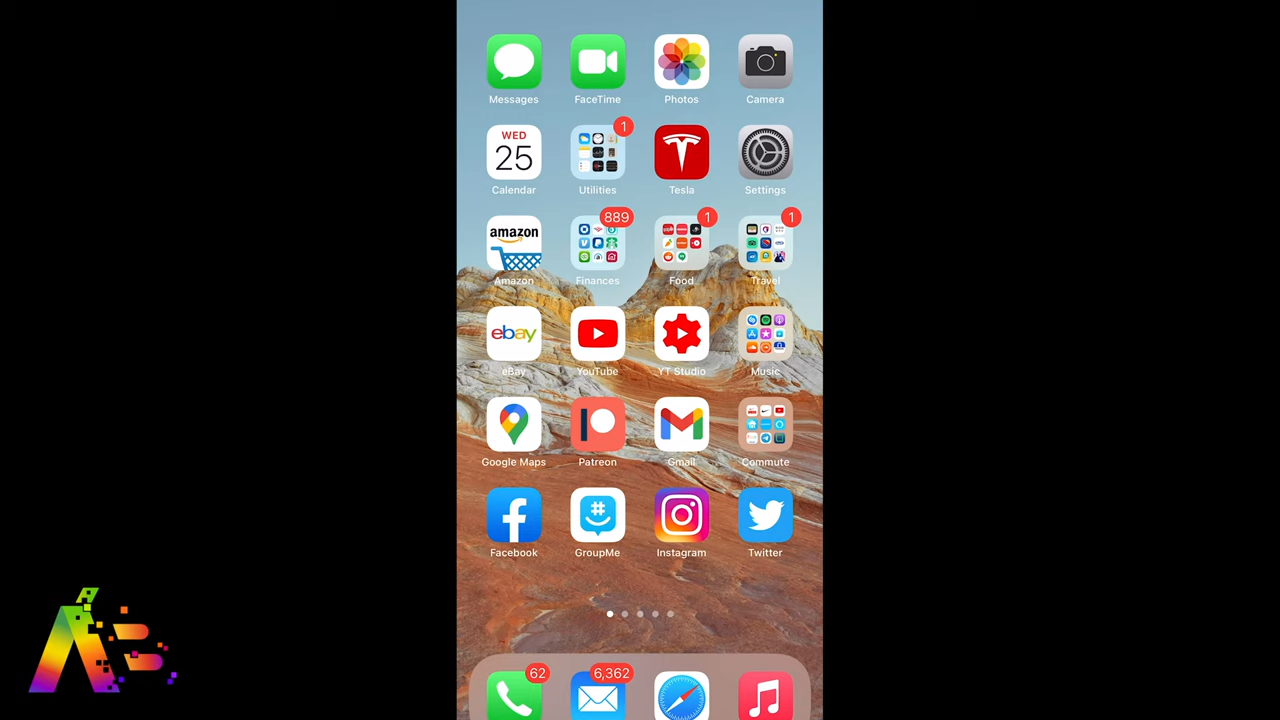 Messages FaceTime Photos Camera
WED
25
1
Calendar Utilities Tesla Settings
amazon
889
1
1
Amazon Finances Food Travel
ebay
eBay YouTube YT Studio Music
Google Maps Patreon Gmail Commute
Facebook GroupMe Instagram Twitter
62
6,362